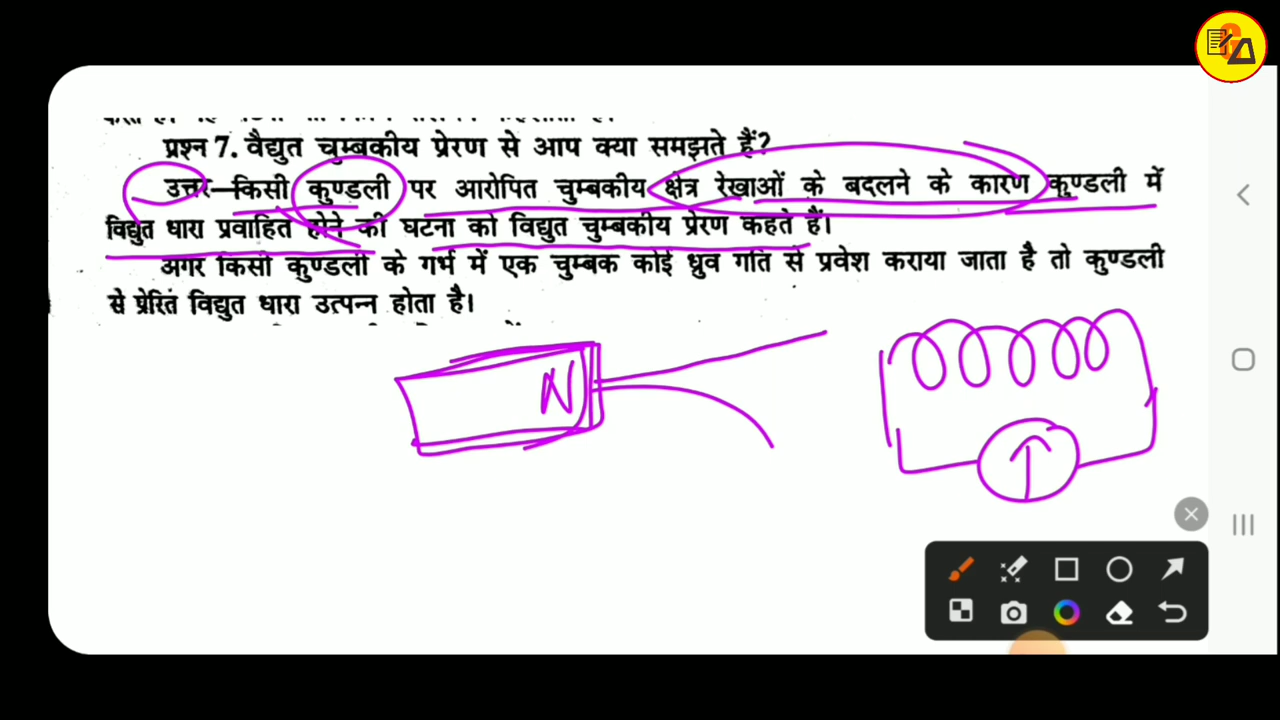 प्रश्न 7. वैद्युत चुम्बकीय प्रेरण से आप क्या समझते हैं?
उत्तर—किसी कुण्डली पर आरोपित चुम्बकीय क्षेत्र रेखाओं के बदलने के कारण कुण्डली में
विद्युत धारा प्रवाहित होने की घटना को विद्युत चुम्बकीय प्रेरण कहते हैं।
अगर किसी कुण्डली के गर्भ में एक चुम्बक कोई ध्रुव गति से प्रवेश कराया जाता है तो कुण्डली
से प्रेरित विद्युत धारा उत्पन्न होता है।
N